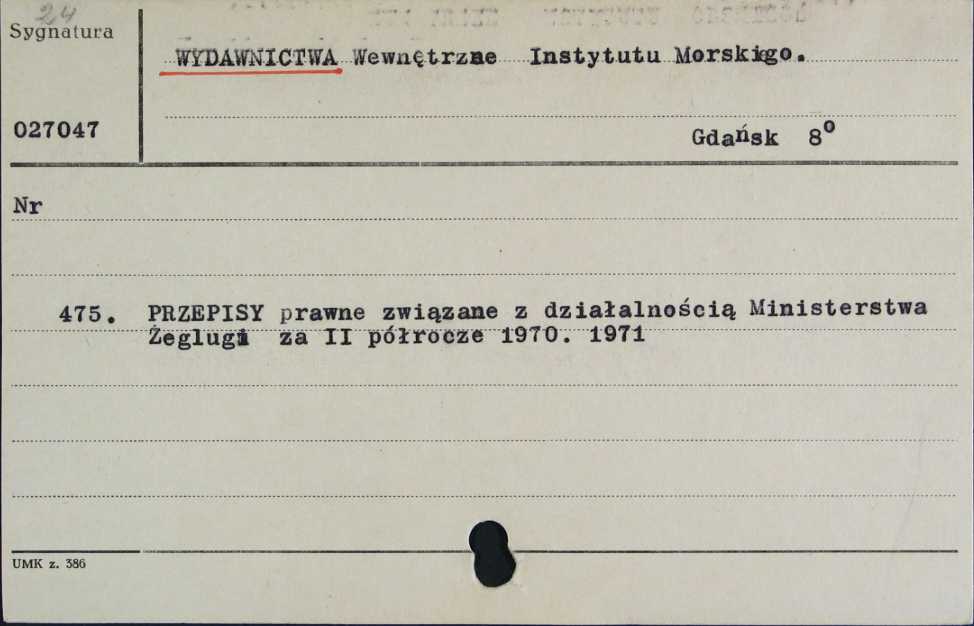 24
Sygnatura
WYDAWNICTWA Wewnętrzne Instytutu Morskiego.
027047
Gdańsk 8°
Nr
475. PRZEPISY prawne związane z działalnością Ministerstwa
Żeglugi za II półrocze 1970. 1971
UMK z. 386